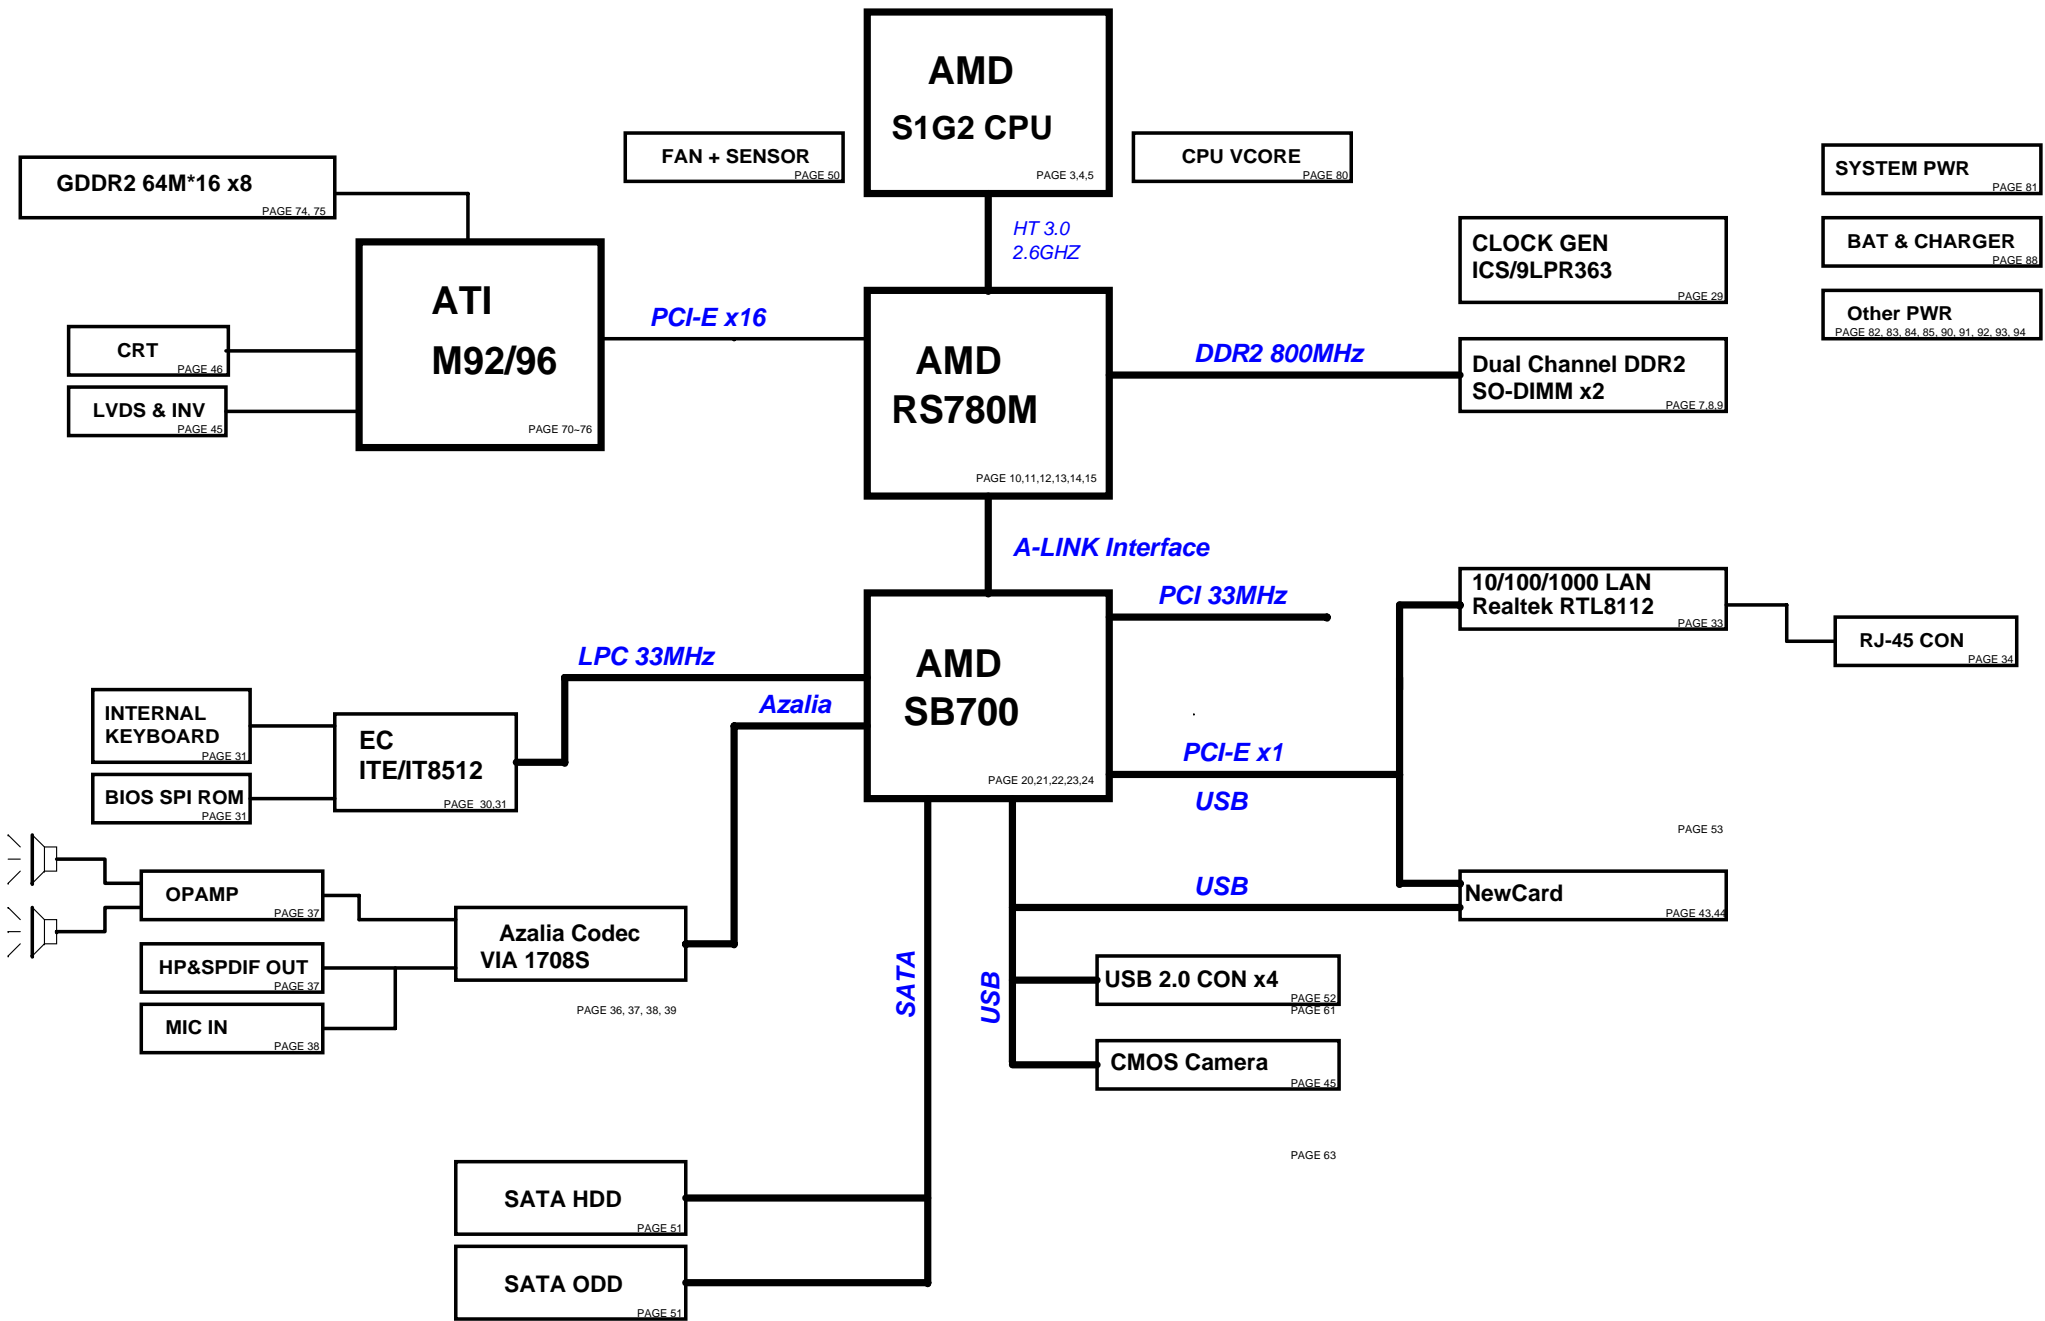 AMD
S1G2 CPU
PAGE 3,4,5
FAN + SENSOR
PAGE 50
CPU VCORE
PAGE 80
SYSTEM PWR
PAGE 81
GDDR2 64M*16 x8
PAGE 74, 75
HT 3.0
2.6GHZ
CLOCK GEN
ICS/9LPR363
PAGE 29
BAT & CHARGER
PAGE 88
Other PWR
PAGE 82, 83, 84, 85, 90, 91, 92, 93, 94
ATI
M92/96
PAGE 70~76
PCI-E x16
CRT
PAGE 46
LVDS & INV
PAGE 45
AMD
RS780M
PAGE 10,11,12,13,14,15
DDR2 800MHz
Dual Channel DDR2
SO-DIMM x2
PAGE 7,8,9
A-LINK Interface
PCI 33MHz
10/100/1000 LAN
Realtek RTL8112
PAGE 33
RJ-45 CON
PAGE 34
LPC 33MHz
Azalia
AMD
SB700
PAGE 20,21,22,23,24
.
INTERNAL
KEYBOARD
PAGE 31
EC
ITE/IT8512
PAGE 30,31
BIOS SPI ROM
PAGE 31
PCI-E x1
USB
PAGE 53
OPAMP
PAGE 37
USB
NewCard
PAGE 43,44
Azalia Codec
VIA 1708S
PAGE 36, 37, 38, 39
HP&SPDIF OUT
PAGE 37
MIC IN
PAGE 38
SATA
USB
USB 2.0 CON x4
PAGE 52
PAGE 61
CMOS Camera
PAGE 45
PAGE 63
SATA HDD
PAGE 51
SATA ODD
PAGE 51